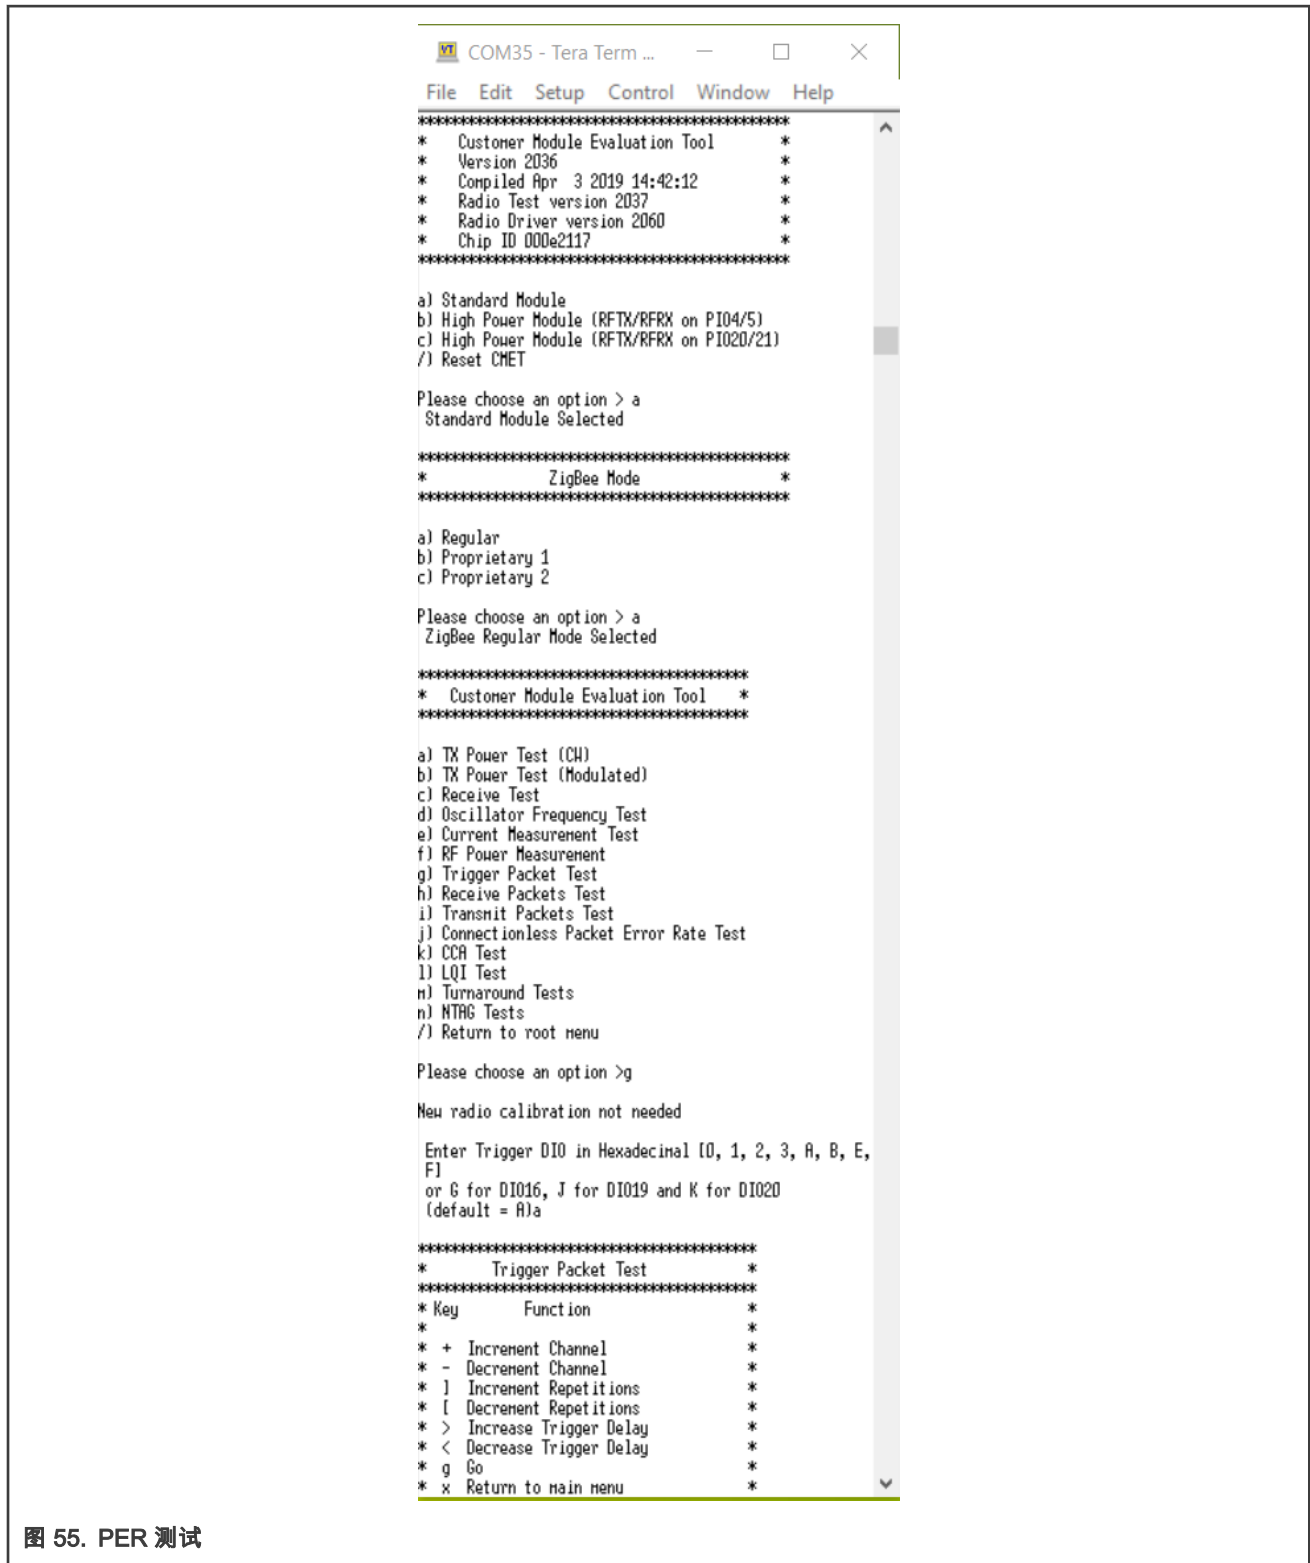 COM35 - Tera Term ...
File Edit Setup Control Window Help
***********************************************
* Customer Module Evaluation Tool *
* Version 2036 *
* Compiled Apr 3 2019 14:42:12 *
* Radio Test version 2037 *
* Radio Driver version 2060 *
* Chip ID 000e2117 *
***********************************************
a) Standard Module
b) High Power Module (RFTX/RFRX on PIO4/5)
c) High Power Module (RFTX/RFRX on PIO20/21)
/) Reset CMET
Please choose an option > a
Standard Module Selected
***********************************************
* ZigBee Mode *
***********************************************
a) Regular
b) Proprietary 1
c) Proprietary 2
Please choose an option > a
ZigBee Regular Mode Selected
******************************************
* Customer Module Evaluation Tool *
******************************************
a) TX Power Test (CW)
b) TX Power Test (Modulated)
c) Receive Test
d) Oscillator Frequency Test
e) Current Measurement Test
f) RF Power Measurement
g) Trigger Packet Test
h) Receive Packets Test
i) Transmit Packets Test
j) Connectionless Packet Error Rate Test
k) CCA Test
l) LQI Test
m) Turnaround Tests
n) NTAG Tests
/) Return to root menu
Please choose an option >g
New radio calibration not needed
Enter Trigger DIO in Hexadecimal [0, 1, 2, 3, A, B, E,
F]
or G for DIO16, J for DIO19 and K for DIO20
(default = A)a
*******************************************
* Trigger Packet Test *
*******************************************
* Key Function *
* *
* + Increment Channel *
* - Decrement Channel *
* ] Increment Repetitions *
* [ Decrement Repetitions *
* > Increase Trigger Delay *
* < Decrease Trigger Delay *
* g Go *
* x Return to main menu *
图 55. PER 测试